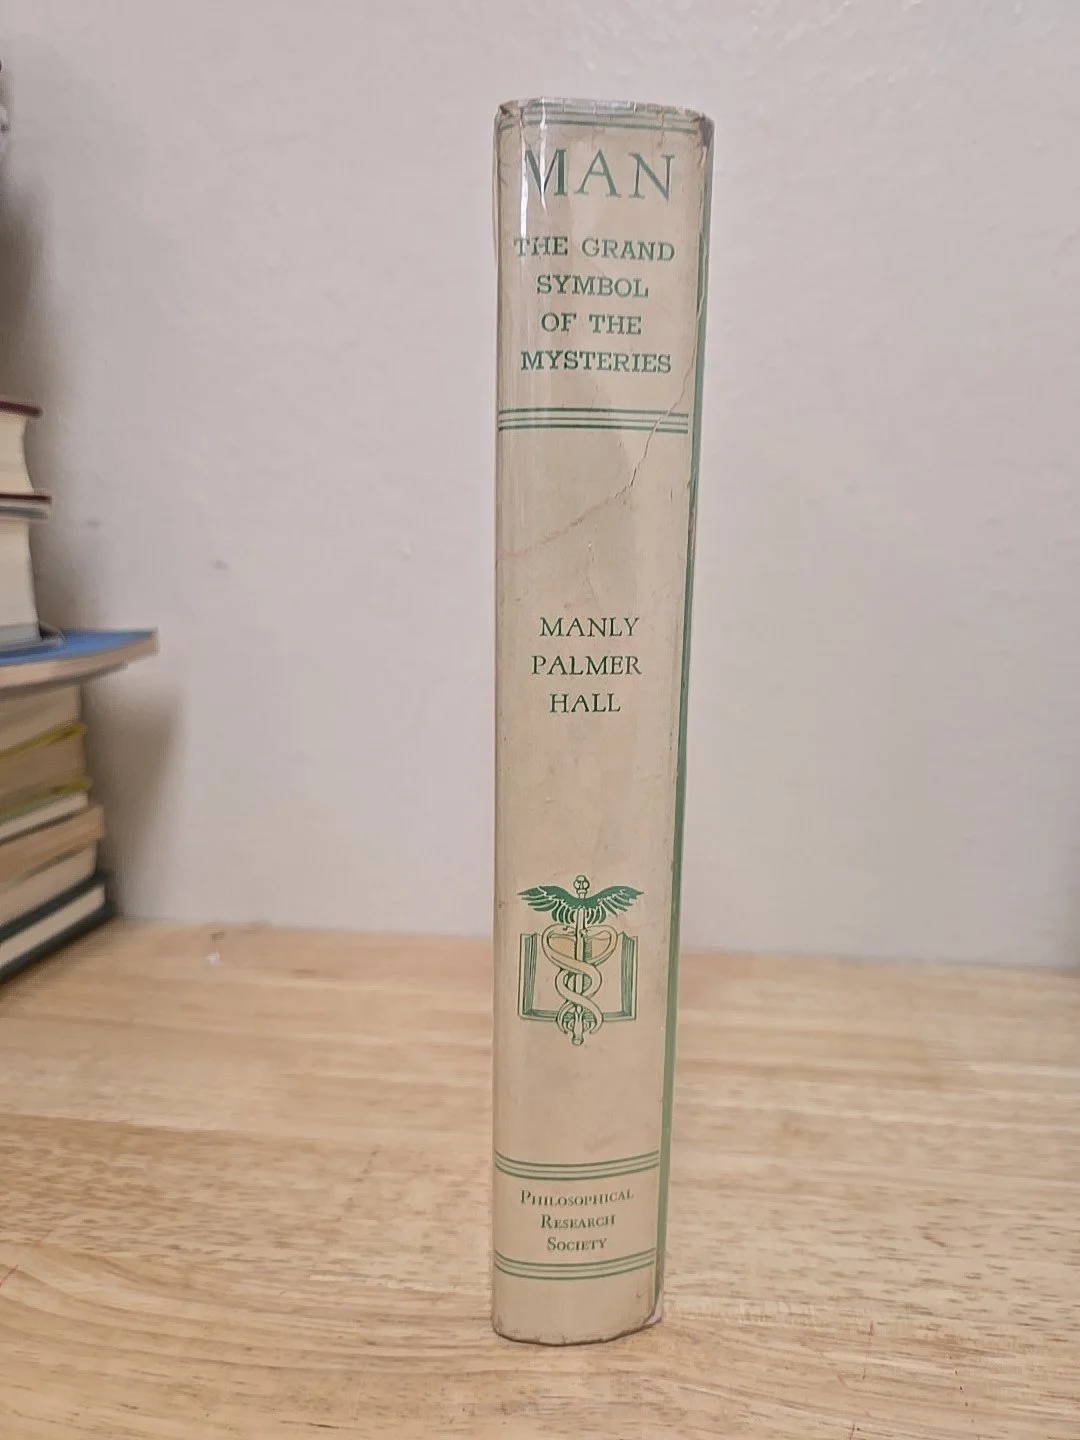 MAN
THE GRAND
SYMBOL
OF THE
MYSTERIES
MANLY
PALMER
HALL
PHILOSOPHICAL
RESEARCH
SOCIETY